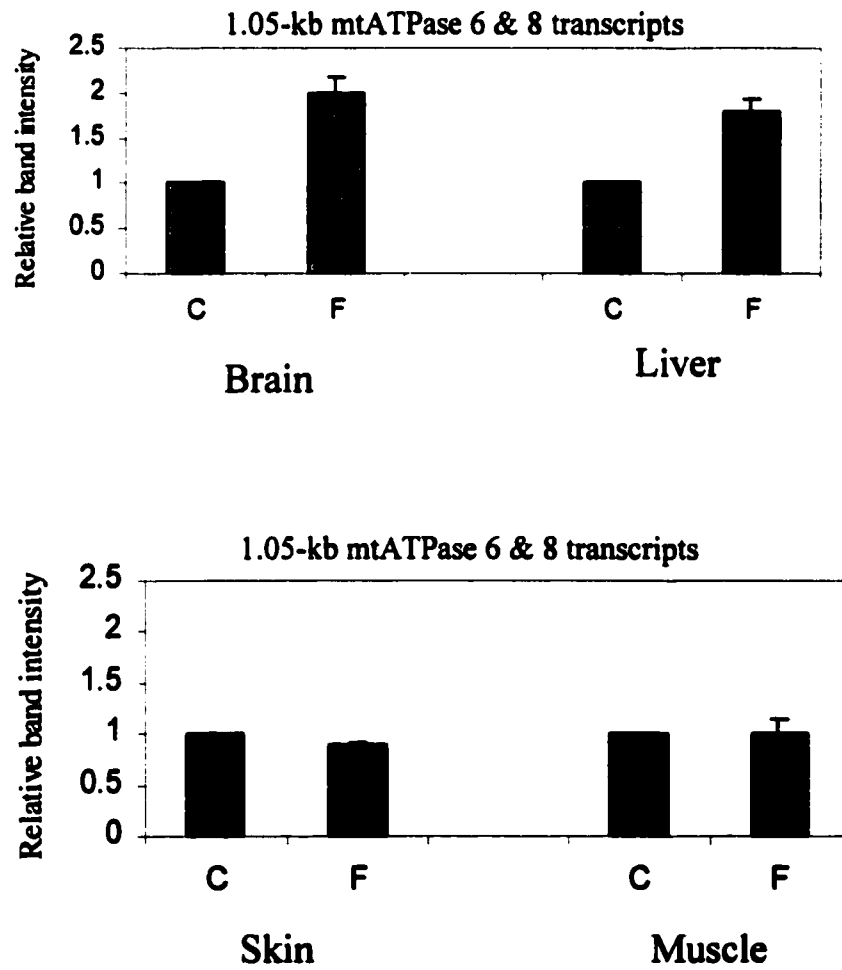 1.05-kb mtATPase 6 & 8 transcripts
Relative band intensity
2.5
2
1.5
1
0.5
0
C F C F
Brain Liver
1.05-kb mtATPase 6 & 8 transcripts
Relative band intensity
2.5
2
1.5
1
0.5
0
C F C F
Skin Muscle